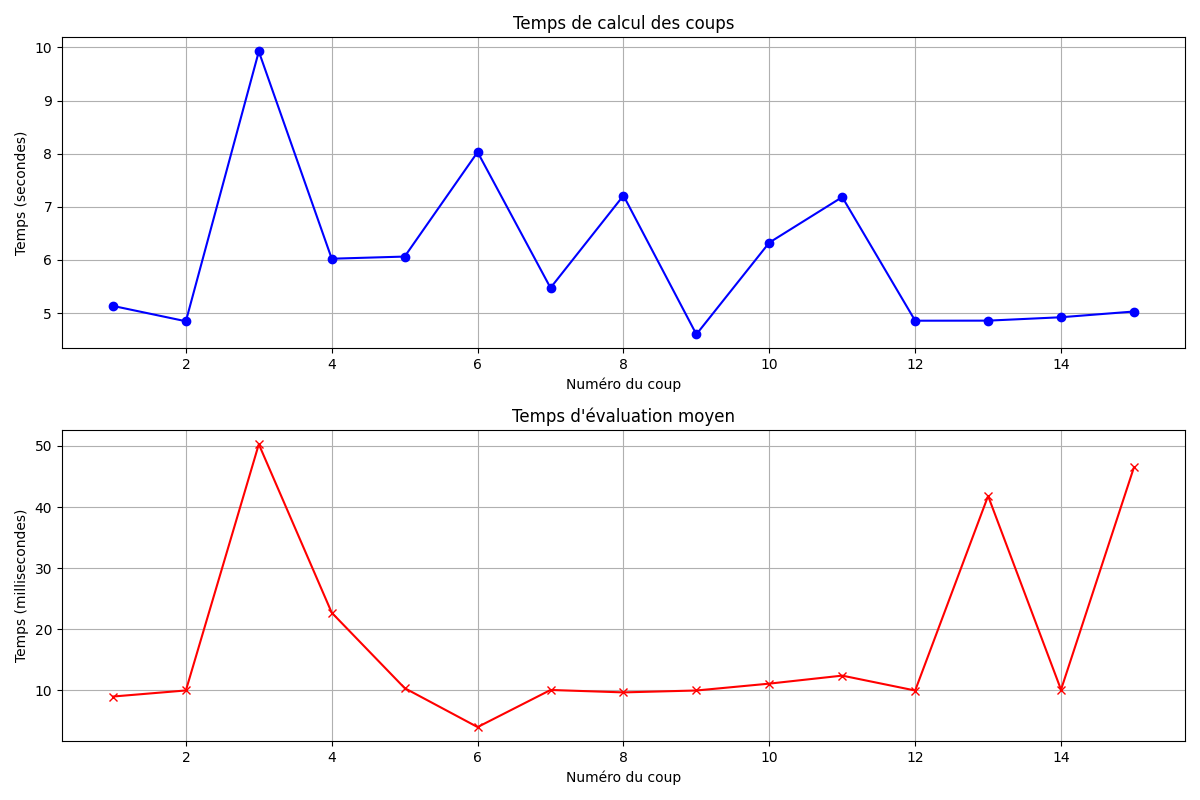 Temps de calcul des coups
Temps (secondes)
10
9
8
7
6
5
2 4 6 8 10 12 14
Numéro du coup
Temps d'évaluation moyen
Temps (millisecondes)
50
40
30
20
10
2 4 6 8 10 12 14
Numéro du coup